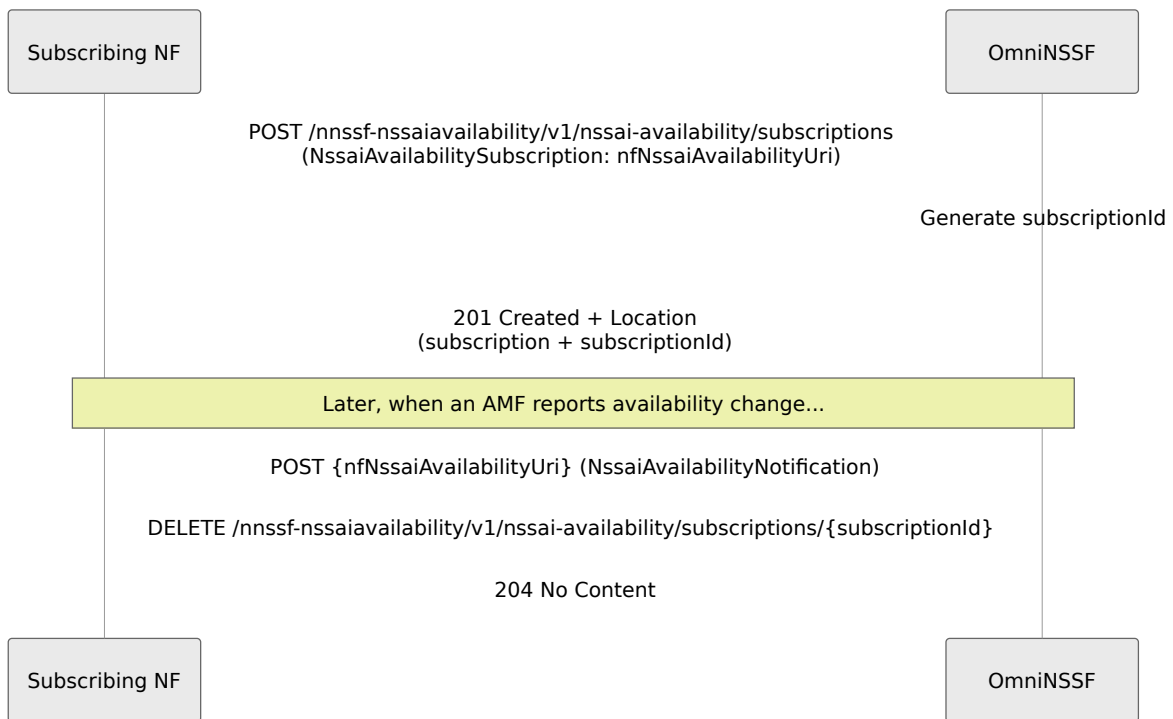 Subscribing NF
OmniNSSF
POST /nnssf-nssaiavailability/v1/nssai-availability/subscriptions
(NssaiAvailabilitySubscription: nfNssaiAvailabilityUri)
Generate subscriptionId
201 Created + Location
(subscription + subscriptionId)
Later, when an AMF reports availability change...
POST {nfNssaiAvailabilityUri} (NssaiAvailabilityNotification)
DELETE /nnssf-nssaiavailability/v1/nssai-availability/subscriptions/{subscriptionId}
204 No Content
Subscribing NF
OmniNSSF